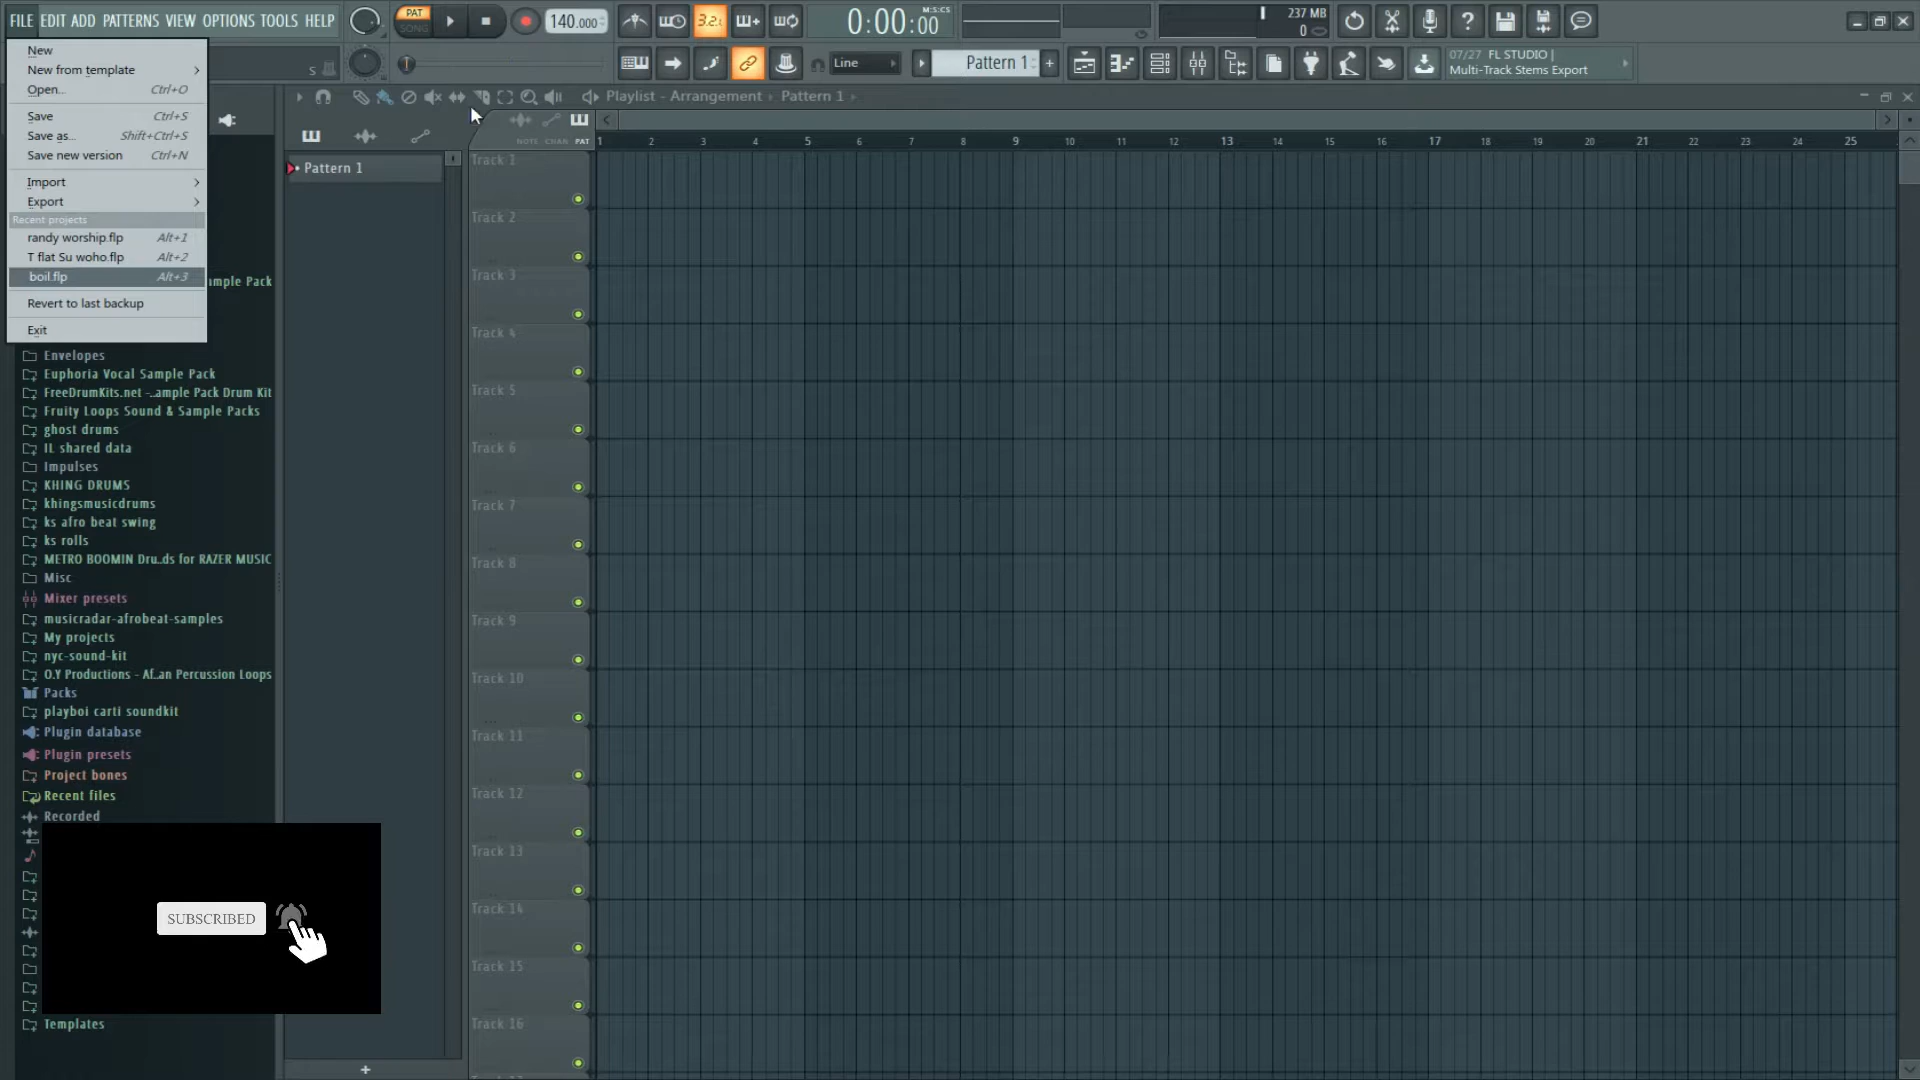 FILE EDIT ADD PATTERNS VIEW OPTIONS TOOLS HELP
PAT
SONG
140.000
3.2.
0:00:00
M:S:CS
237 MB
0
New
New from template
Open... Ctrl+O
Save Ctrl+S
Save as... Shift+Ctrl+S
Save new version Ctrl+N
Import
Export
Recent projects
randy worship.flp Alt+1
T flat Su woho.flp Alt+2
boil.flp Alt+3
Revert to last backup
Exit
S
Line
Pattern 1
07/27 FL STUDIO |
Multi-Track Stems Export
Playlist - Arrangement › Pattern 1
NOTE CHAN PAT
1 2 3 4 5 6 7 8 9 10 11 12 13 14 15 16 17 18 19 20 21 22 23 24 25
Pattern 1
mple Pack
Envelopes
Euphoria Vocal Sample Pack
FreeDrumKits.net -..ample Pack Drum Kit
Fruity Loops Sound & Sample Packs
ghost drums
IL shared data
Impulses
KHING DRUMS
khingsmusicdrums
ks afro beat swing
ks rolls
METRO BOOMIN Dru..ds for RAZER MUSIC
Misc
Mixer presets
musicradar-afrobeat-samples
My projects
nyc-sound-kit
O.Y Productions - Af..an Percussion Loops
Packs
playboi carti soundkit
Plugin database
Plugin presets
Project bones
Recent files
Recorded
Templates
SUBSCRIBED
Track 1
Track 2
Track 3
Track 4
Track 5
Track 6
Track 7
Track 8
Track 9
Track 10
Track 11
Track 12
Track 13
Track 14
Track 15
Track 16